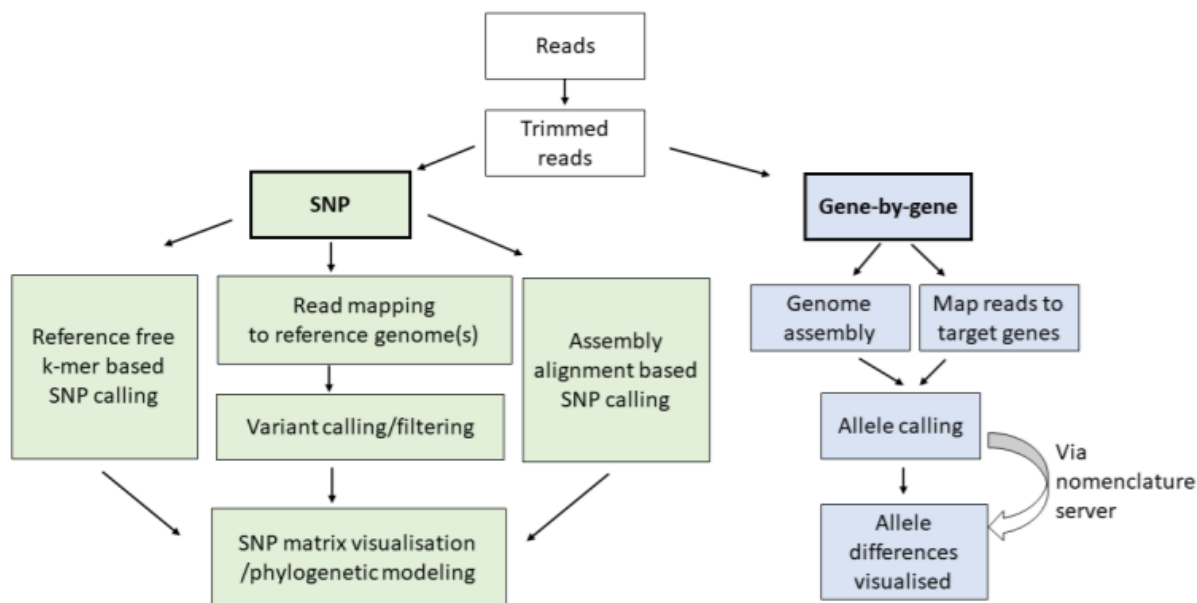 Reads
Trimmed
reads
SNP
Gene-by-gene
Reference free
k-mer based
SNP calling
Read mapping
to reference genome(s)
Variant calling/filtering
Assembly
alignment based
SNP calling
SNP matrix visualisation
/phylogenetic modeling
Genome
assembly
Map reads to
target genes
Allele calling
Via
nomenclature
server
Allele
differences
visualised